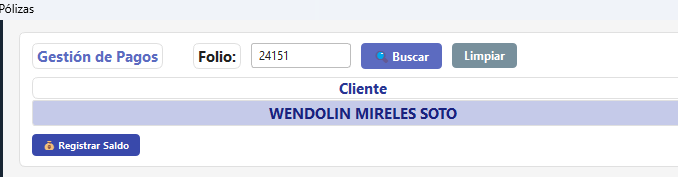 Pólizas
Gestión de Pagos Folio: 24151 Buscar Limpiar
Cliente
WENDOLIN MIRELES SOTO
Registrar Saldo